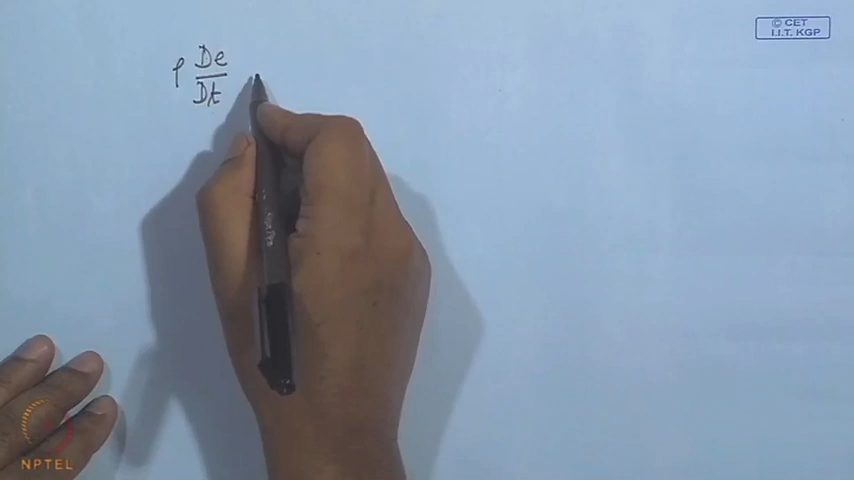 © CET
I.I.T. KGP
ρ De/Dt
NPTEL